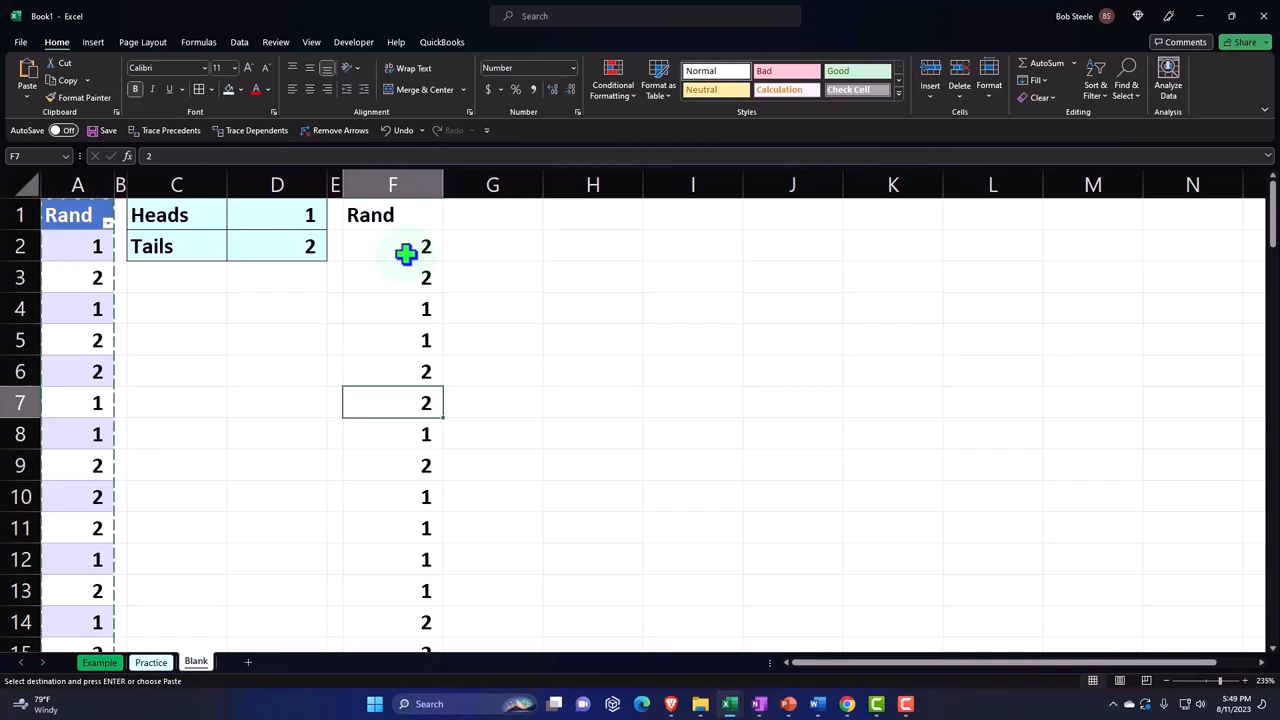 Book1 - Excel
Search
Bob Steele BS
File Home Insert Page Layout Formulas Data Review View Developer Help QuickBooks Comments Share
Paste Cut Copy Format Painter
Calibri 11 Wrap Text Merge & Center Number
Conditional Formatting Format as Table
Normal Bad Good
Neutral Calculation Check Cell
Insert Delete Format
AutoSum Fill Clear Sort & Filter Find & Select Analyze Data
Clipboard Font Alignment Number Styles Cells Editing Analysis
AutoSave Off Save Trace Precedents Trace Dependents Remove Arrows Undo Redo
F7 fx 2
A B C D E F G H I J K L M N
1 Rand Heads 1 Rand
2 1 Tails 2 2
3 2 2
4 1 1
5 2 1
6 2 2
7 1 2
8 1 1
9 2 2
10 2 1
11 2 1
12 1 1
13 2 1
14 1 2
Example Practice Blank
Select destination and press ENTER or choose Paste 235%
79°F
Windy
Search
5:49 PM
8/11/2023